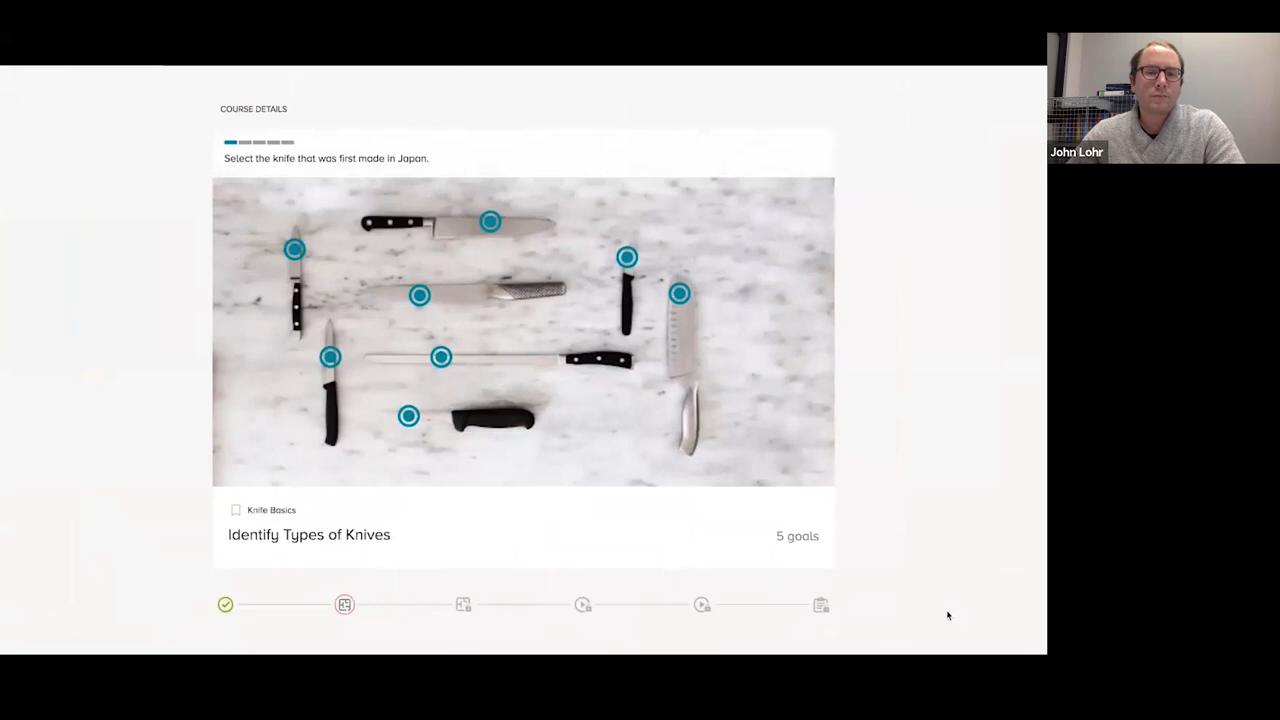 COURSE DETAILS
Select the knife that was first made in Japan.
Knife Basics
Identify Types of Knives
5 goals
John Lohr